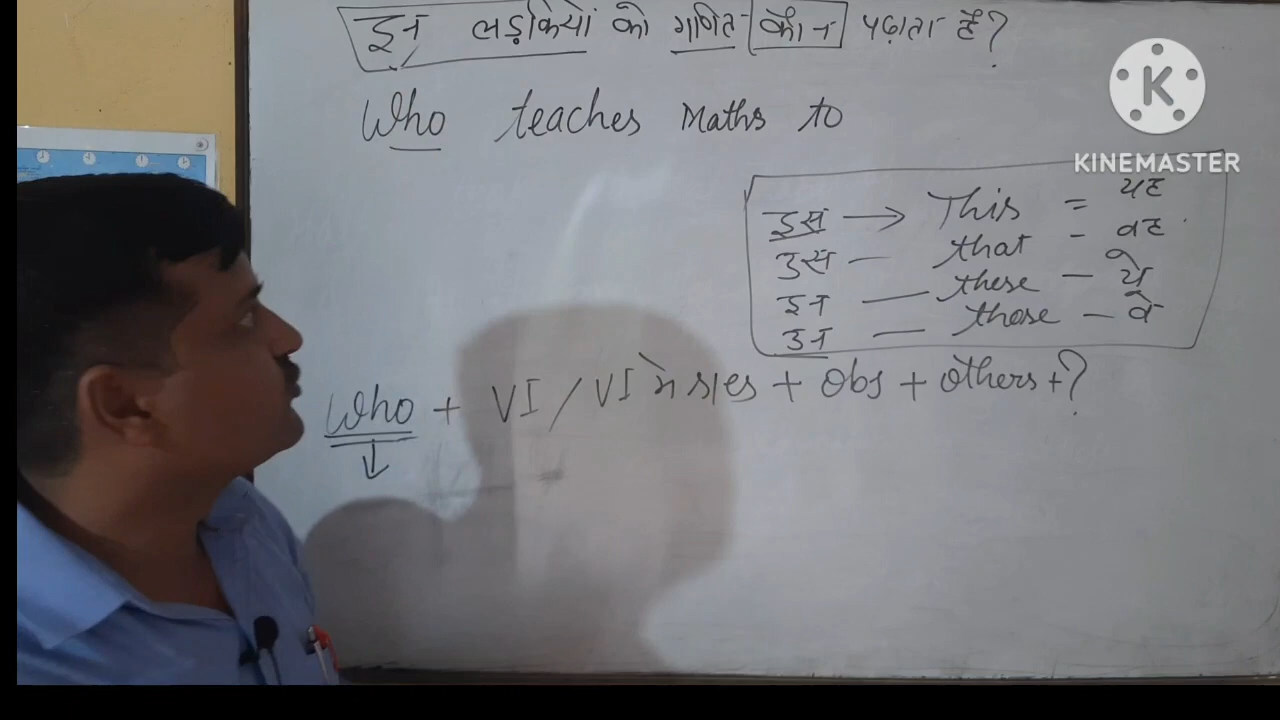 इन लड़कियों को गणित कौन पढ़ाता है?
Who teaches Maths to
K
KINEMASTER
इस → This = यह
उस — that - वह
इन — these — ये
उन — those — वे
Who + VI / VI में s/es + Obs + others + ?
↓